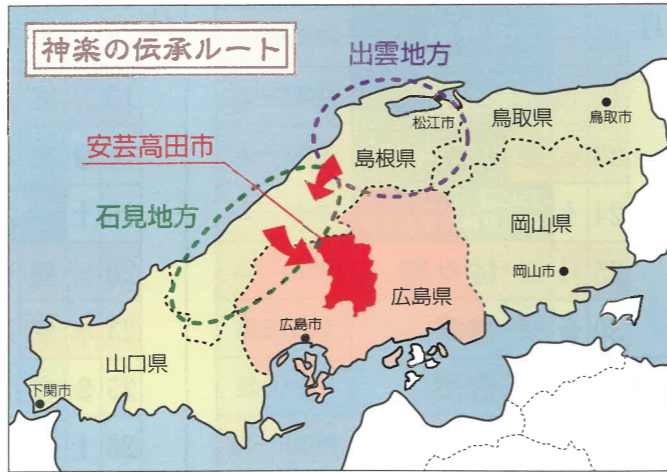 神楽の伝承ルート
出雲地方
松江市
鳥取県
鳥取市
安芸高田市
島根県
石見地方
岡山県
岡山市
広島県
広島市
山口県
下関市